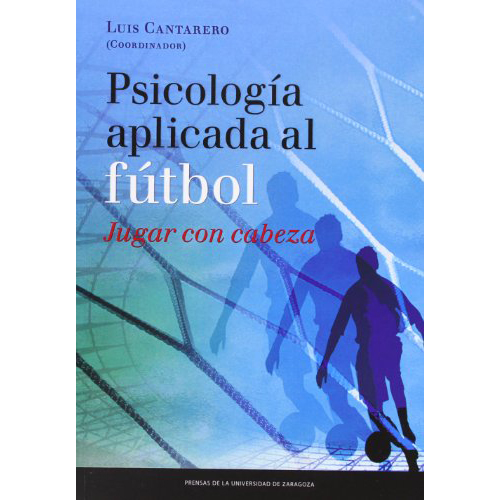 Luis Cantarero
(Coordinador)
Psicología
aplicada al
fútbol
Jugar con cabeza
PRENSAS DE LA UNIVERSIDAD DE ZARAGOZA